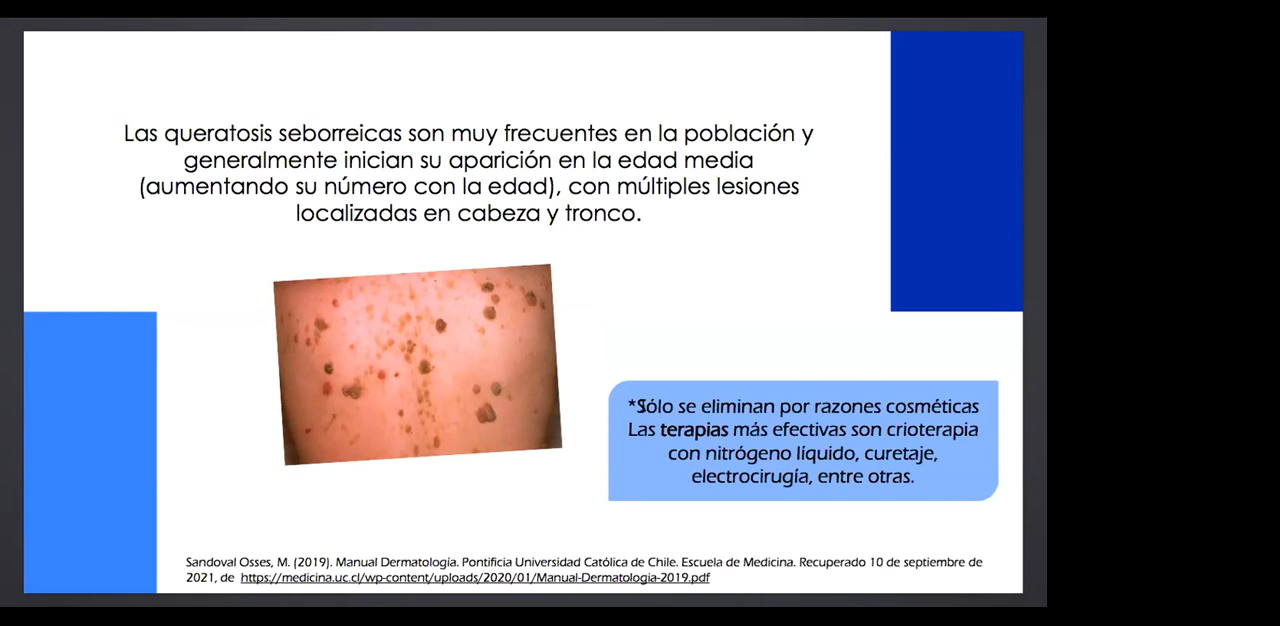 Las queratosis seborreicas son muy frecuentes en la población y
generalmente inician su aparición en la edad media
(aumentando su número con la edad), con múltiples lesiones
localizadas en cabeza y tronco.
*Sólo se eliminan por razones cosméticas
Las terapias más efectivas son crioterapia
con nitrógeno líquido, curetaje,
electrocirugía, entre otras.
Sandoval Osses, M. (2019). Manual Dermatología. Pontificia Universidad Católica de Chile. Escuela de Medicina. Recuperado 10 de septiembre de
2021, de https://medicina.uc.cl/wp-content/uploads/2020/01/Manual-Dermatologia-2019.pdf